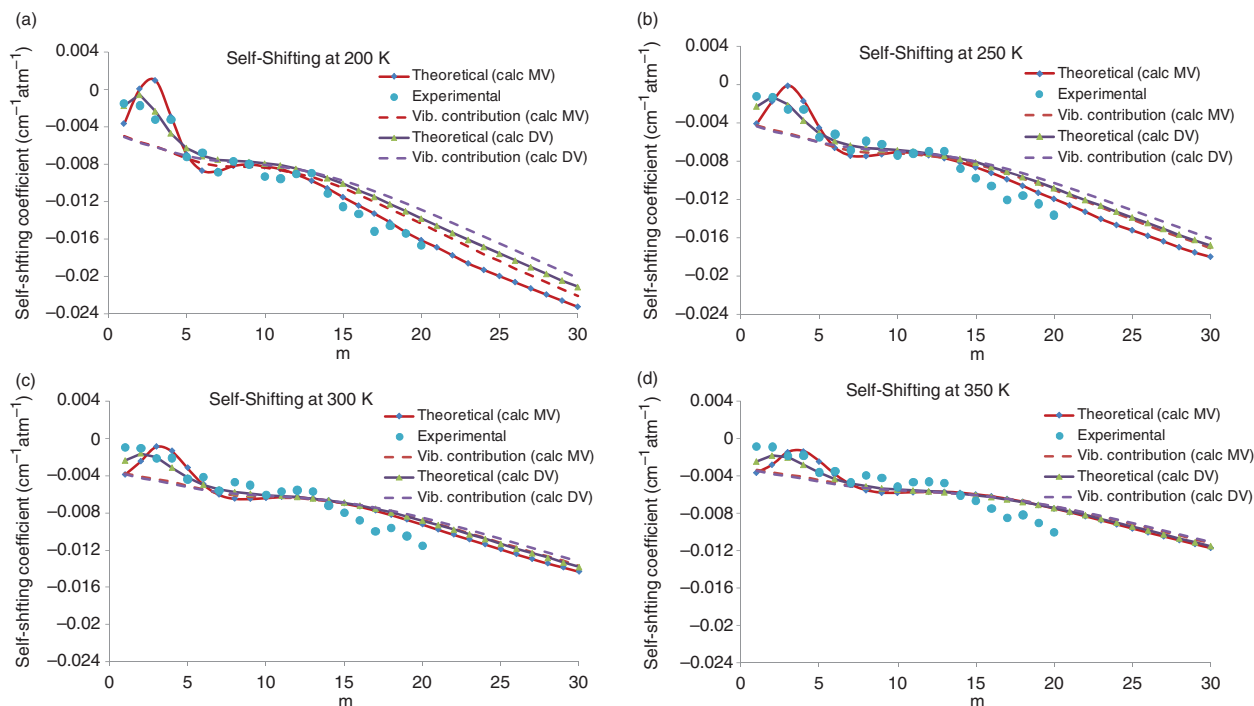 (a)
Self-Shifting at 200 K
Self-shfting coefficient (cm−1atm−1)
0.004
0
−0.004
−0.008
−0.012
−0.016
−0.02
−0.024
0 5 10 15 20 25 30
m
Theoretical (calc MV)
Experimental
Vib. contribution (calc MV)
Theoretical (calc DV)
Vib. contribution (calc DV)
(b)
Self-Shifting at 250 K
Self-shifting coefficient (cm−1atm−1)
0.004
0
−0.004
−0.008
−0.012
−0.016
−0.02
−0.024
0 5 10 15 20 25 30
m
Theoretical (calc MV)
Experimental
Vib. contribution (calc MV)
Theoretical (calc DV)
Vib. contribution (calc DV)
(c)
Self-Shifting at 300 K
Self-shfting coefficient (cm−1atm−1)
0.004
0
−0.004
−0.008
−0.012
−0.016
−0.02
−0.024
0 5 10 15 20 25 30
m
Theoretical (calc MV)
Experimental
Vib. contribution (calc MV)
Theoretical (calc DV)
Vib. contribution (calc DV)
(d)
Self-Shifting at 350 K
Self-shifting coefficient (cm−1atm−1)
0.004
0
−0.004
−0.008
−0.012
−0.016
−0.02
−0.024
0 5 10 15 20 25 30
m
Theoretical (calc MV)
Experimental
Vib. contribution (calc MV)
Theoretical (calc DV)
Vib. contribution (calc DV)